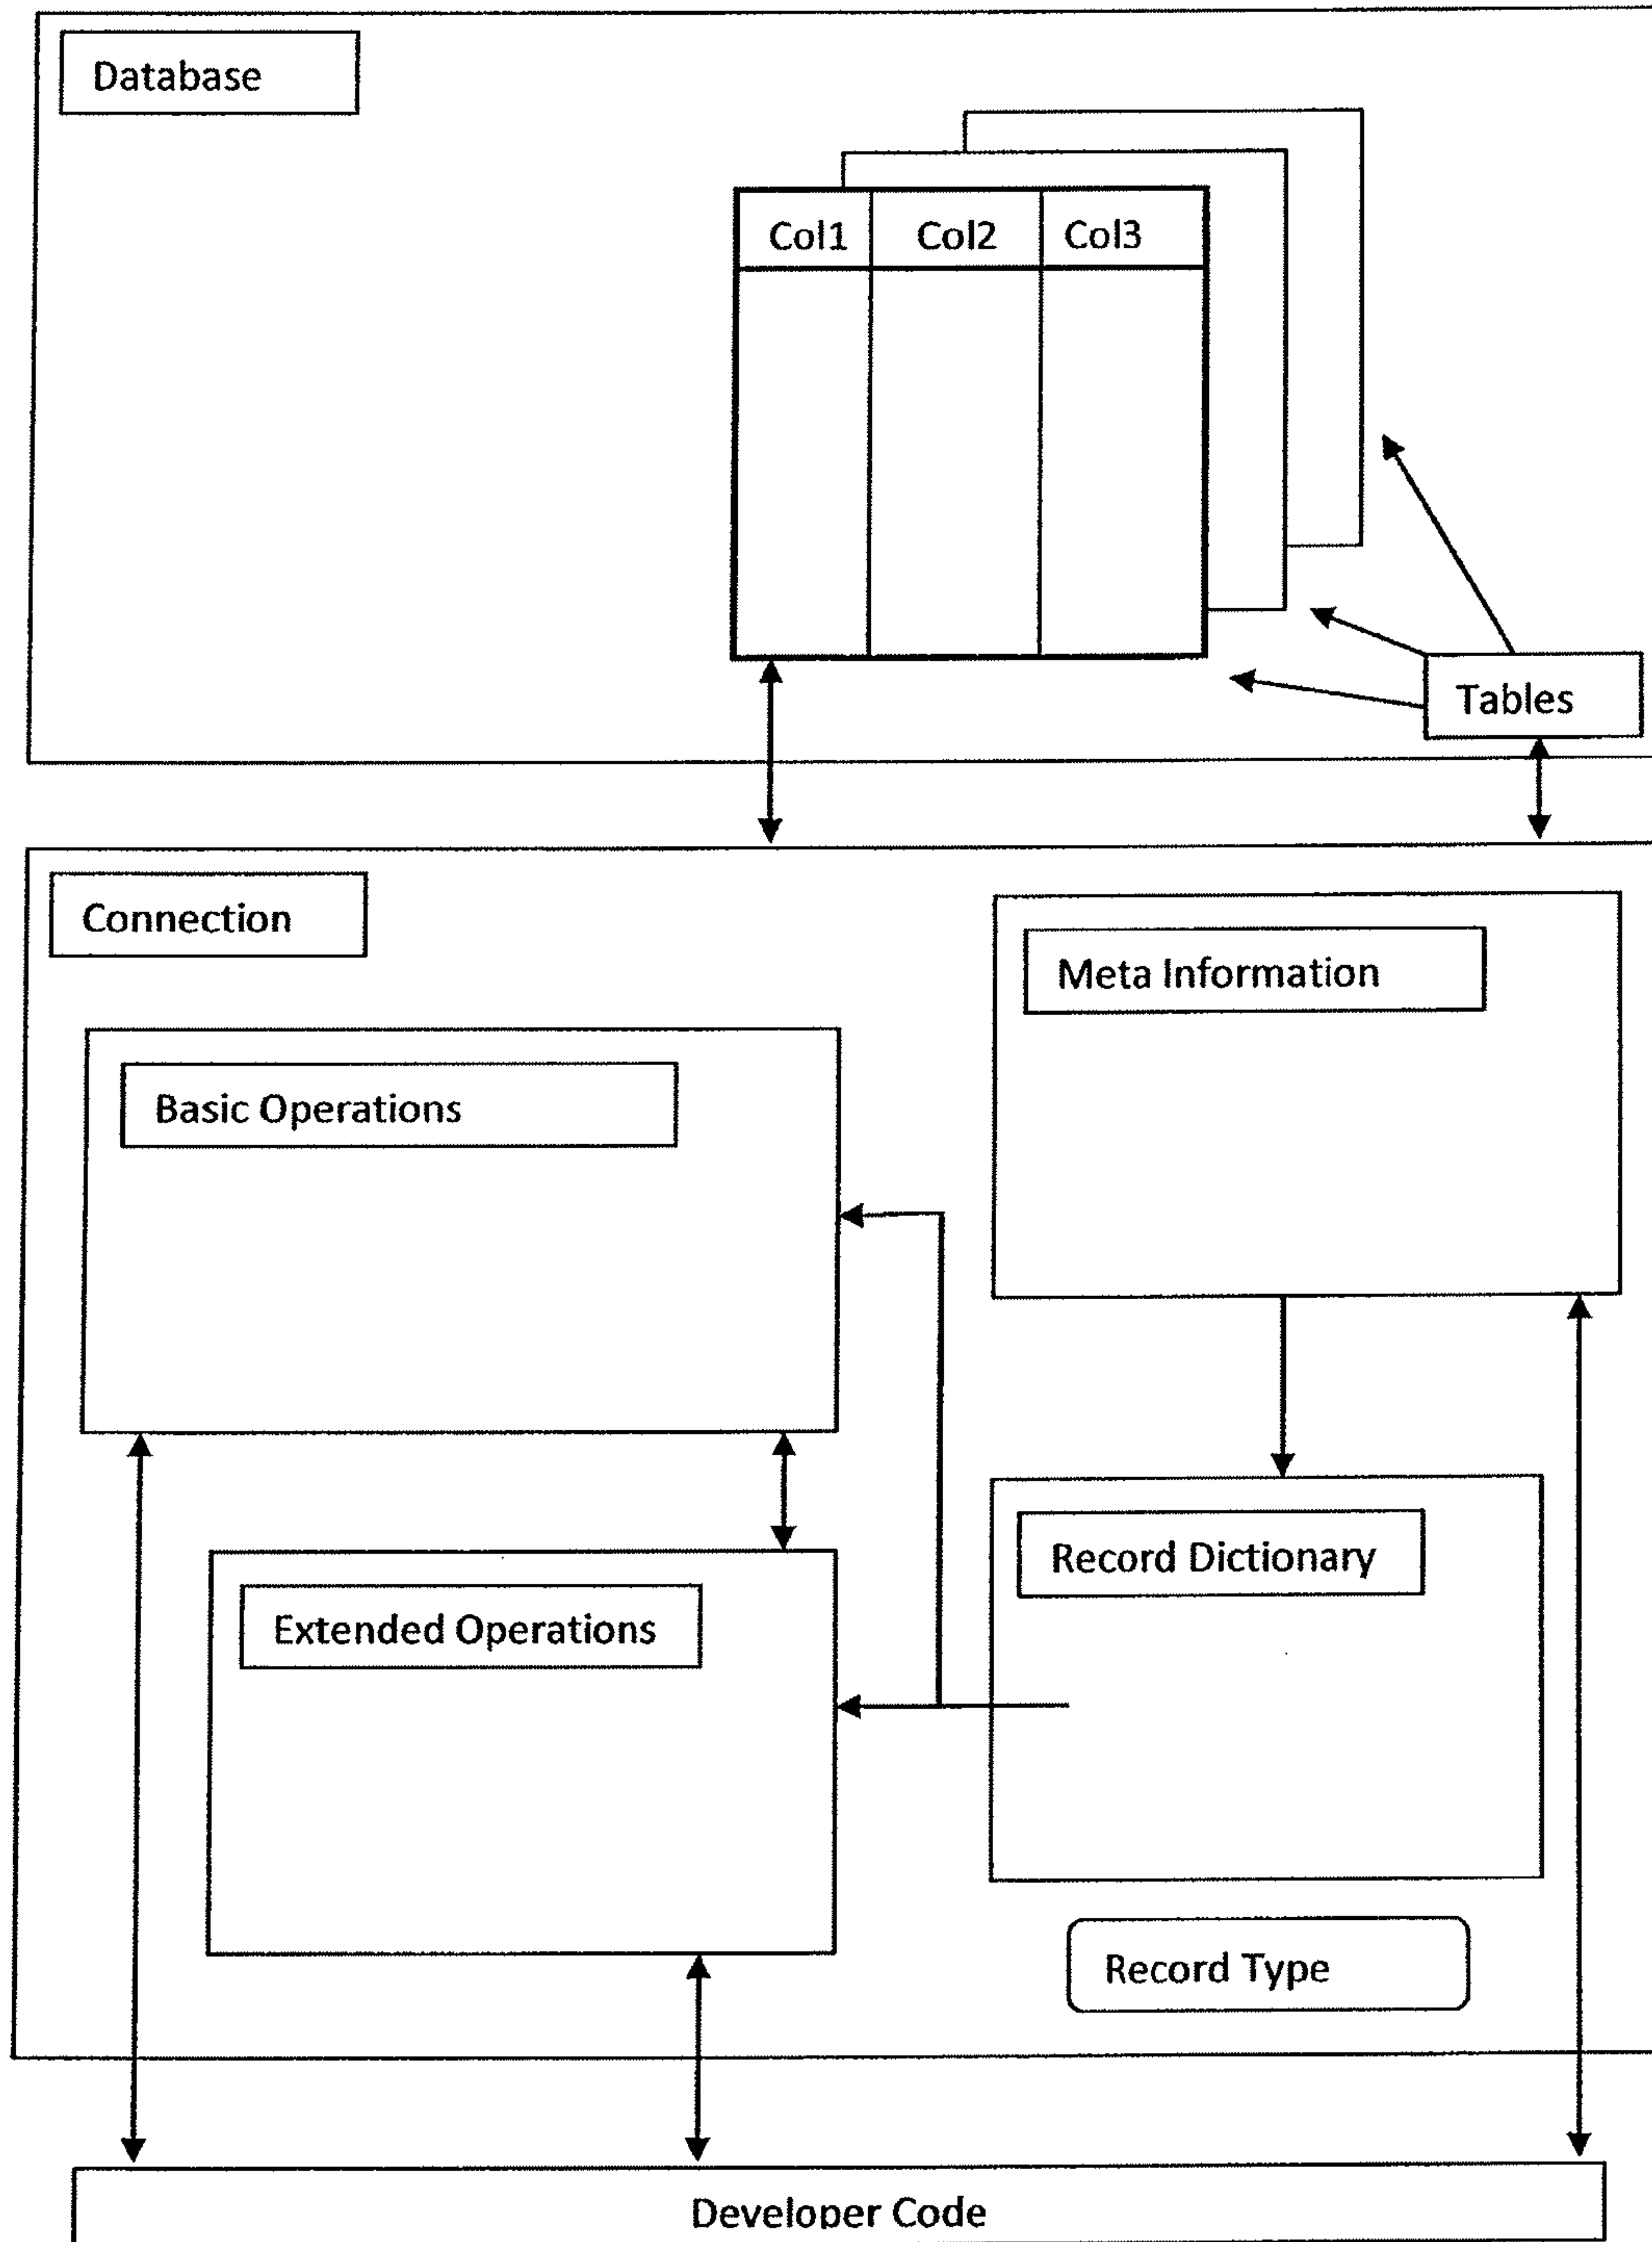 Database
Col1 Col2 Col3
Tables
Connection
Meta Information
Basic Operations
Record Dictionary
Extended Operations
Record Type
Developer Code